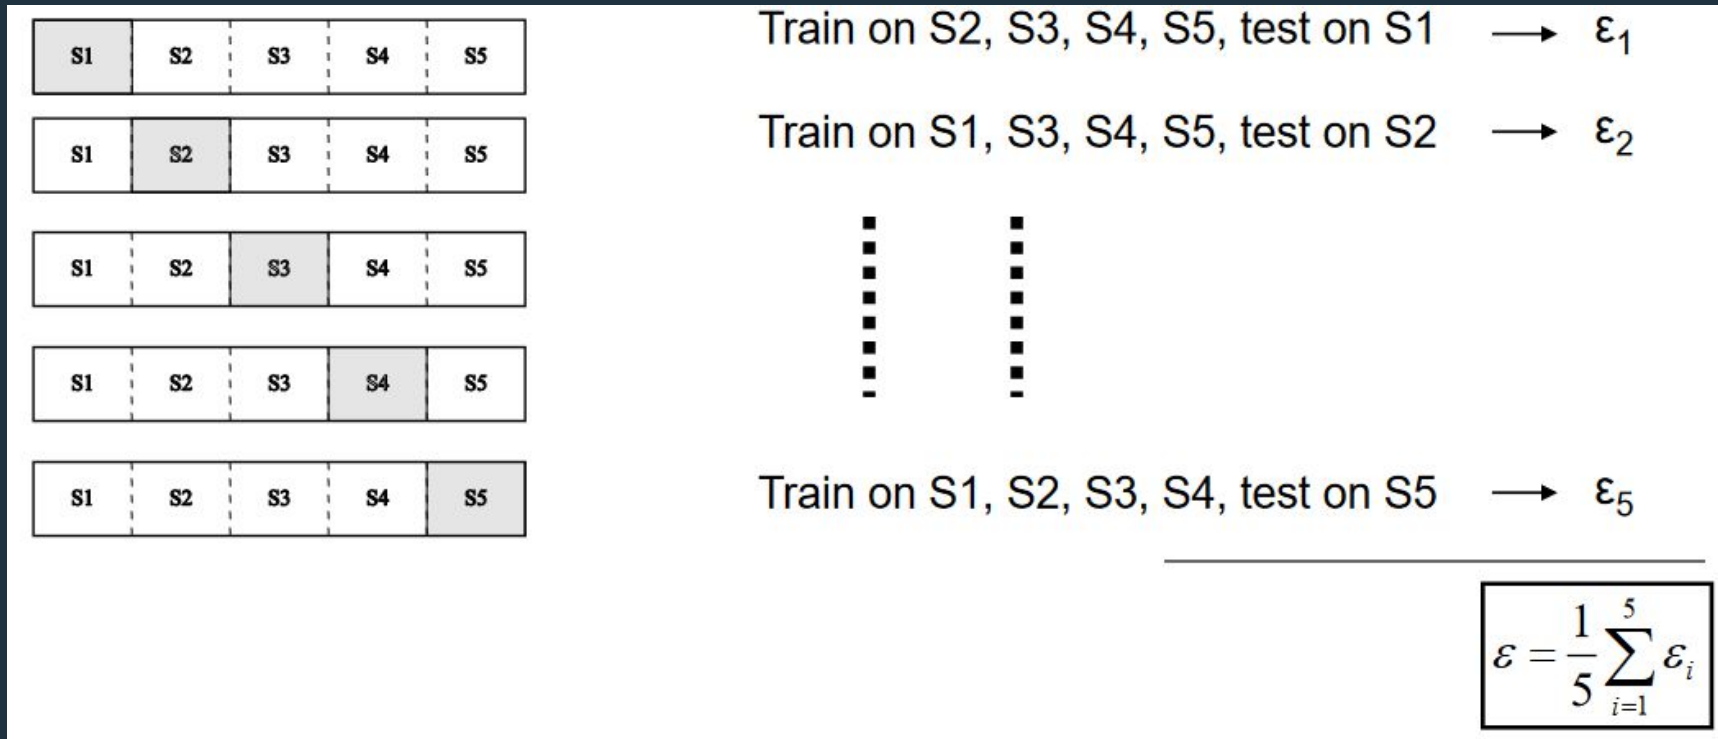 S1 S2 S3 S4 S5
Train on S2, S3, S4, S5, test on S1 → ε₁
S1 S2 S3 S4 S5
Train on S1, S3, S4, S5, test on S2 → ε₂
S1 S2 S3 S4 S5
S1 S2 S3 S4 S5
S1 S2 S3 S4 S5
Train on S1, S2, S3, S4, test on S5 → ε₅
ε = 1/5 ∑_{i=1}^{5} ε_i